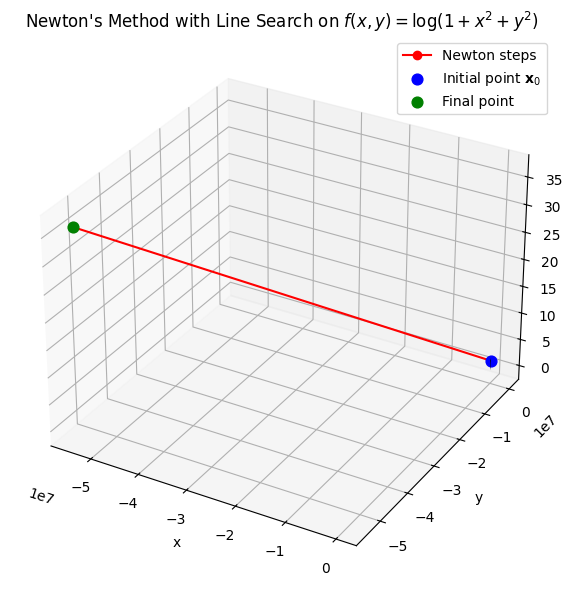 Newton's Method with Line Search on f(x, y) = log(1 + x² + y²)
Newton steps
Initial point x₀
Final point
35
30
25
20
15
10
5
0
1e7
0
−1
−2
−3
−4
−5
y
1e7
−5
−4
−3
−2
−1
0
x